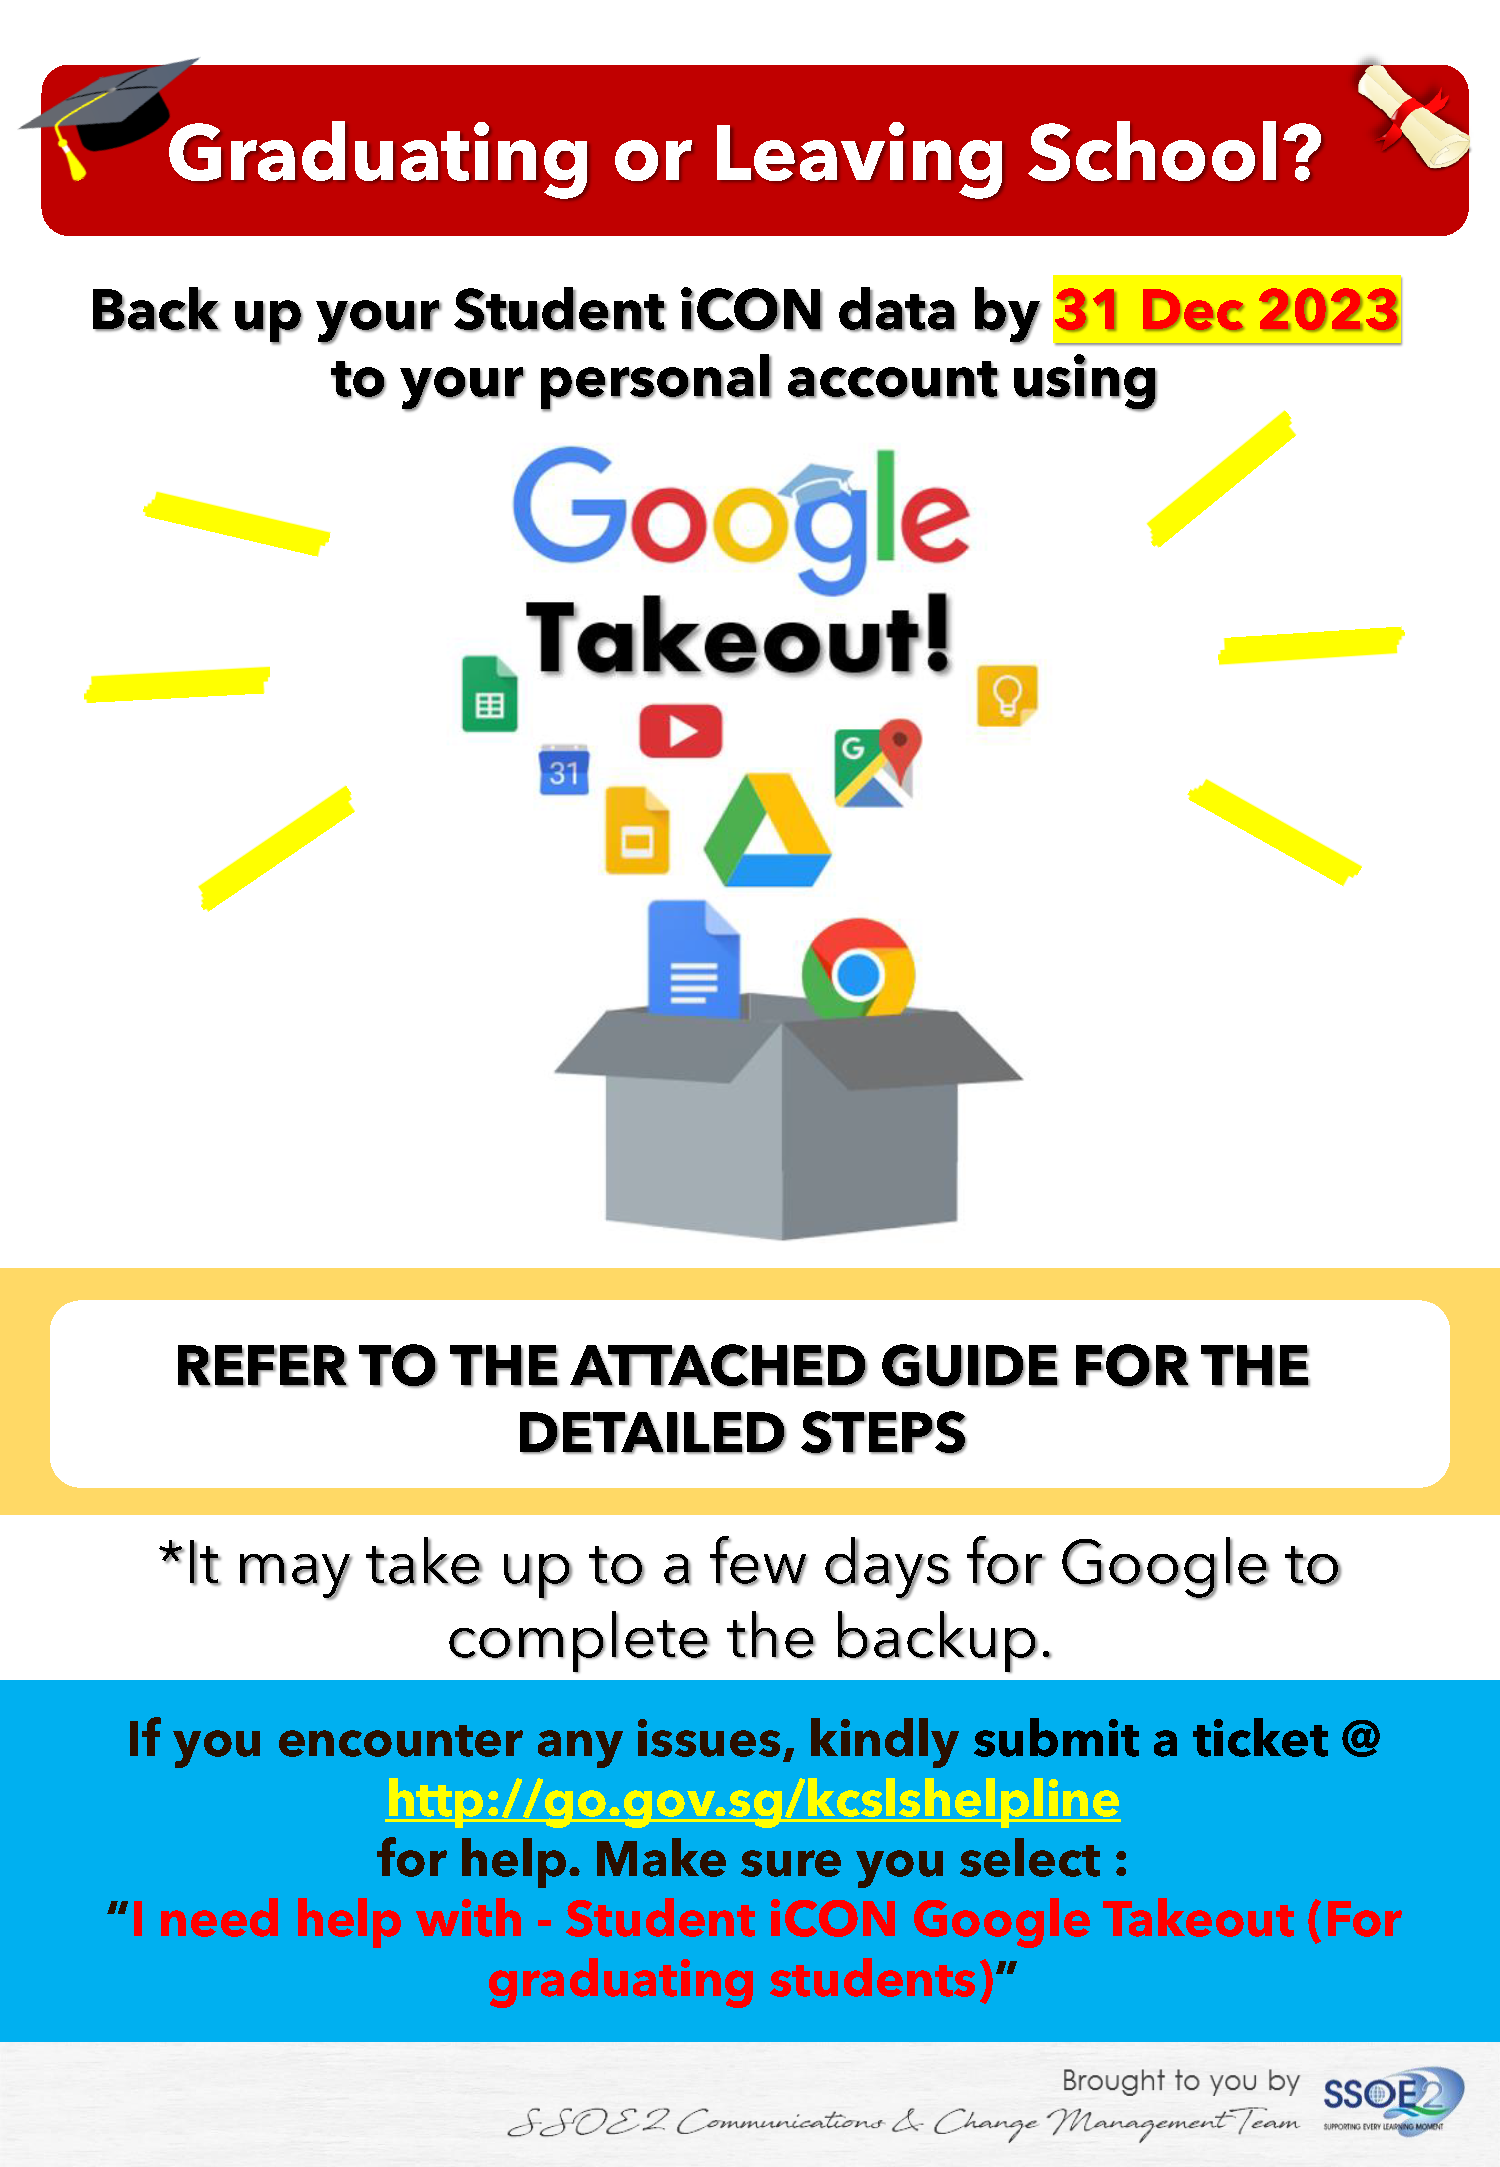 Graduating or Leaving School?
Back up your Student iCON data by 31 Dec 2023
to your personal account using
Google
Takeout!
31
G
REFER TO THE ATTACHED GUIDE FOR THE
DETAILED STEPS
*It may take up to a few days for Google to
complete the backup.
If you encounter any issues, kindly submit a ticket @
http://go.gov.sg/kcslshelpline
for help. Make sure you select :
“I need help with - Student iCON Google Takeout (For
graduating students)”
Brought to you by
SSOE2 Communications & Change Management Team
SSOE2
SUPPORTING EVERY LEARNING MOMENT